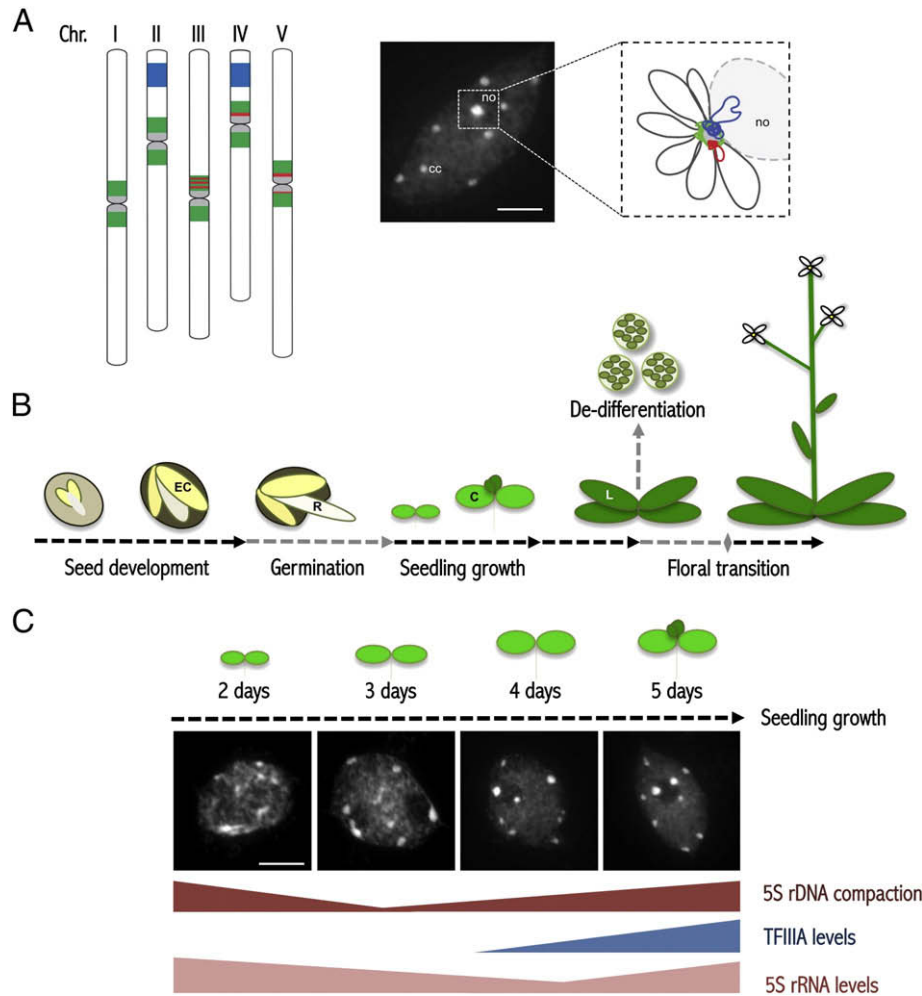 A
Chr. I II III IV V
no
cc
no
B
De-differentiation
EC
R
C
L
Seed development Germination Seedling growth Floral transition
C
2 days 3 days 4 days 5 days
Seedling growth
5S rDNA compaction
TFIIIA levels
5S rRNA levels